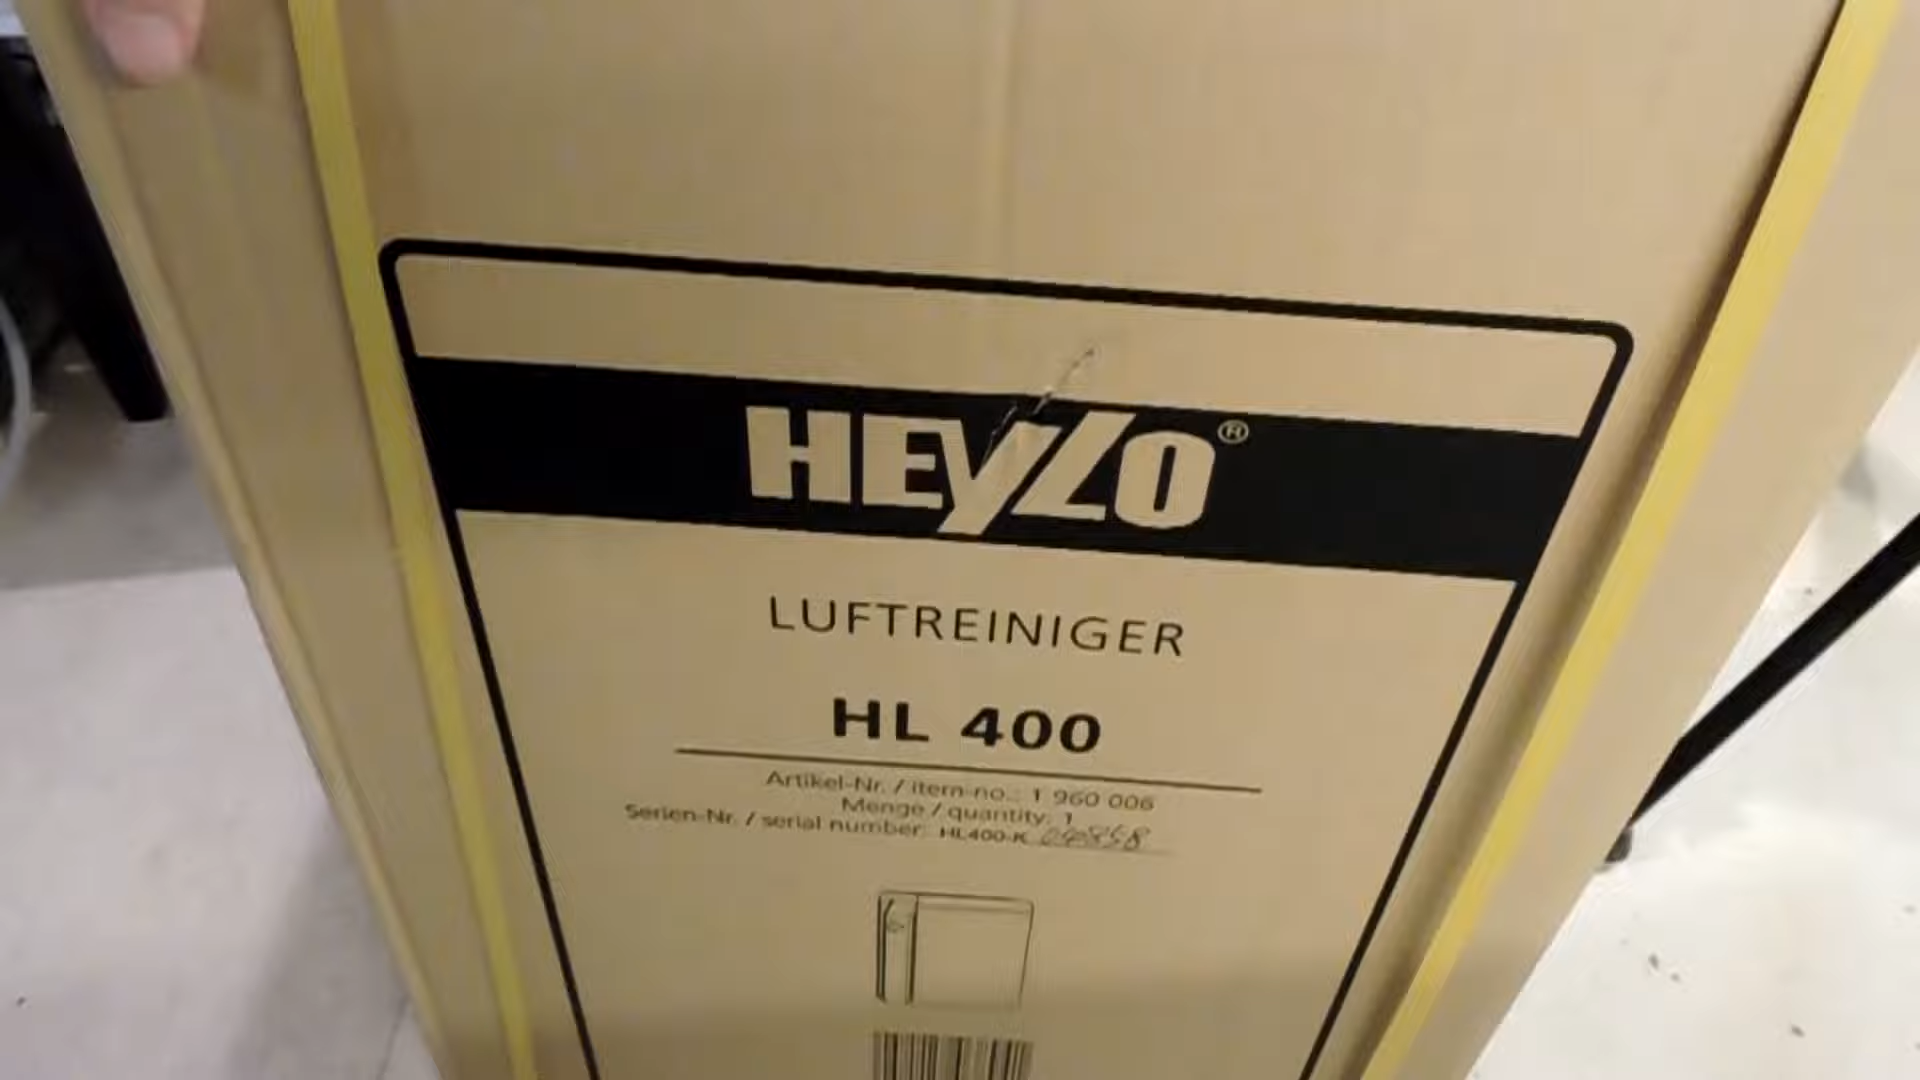 HEYLO®
LUFTREINIGER
HL 400
Artikel-Nr. / item-no.: 1 960 006
Menge / quantity: 1
Serien-Nr. / serial number: HL400-K